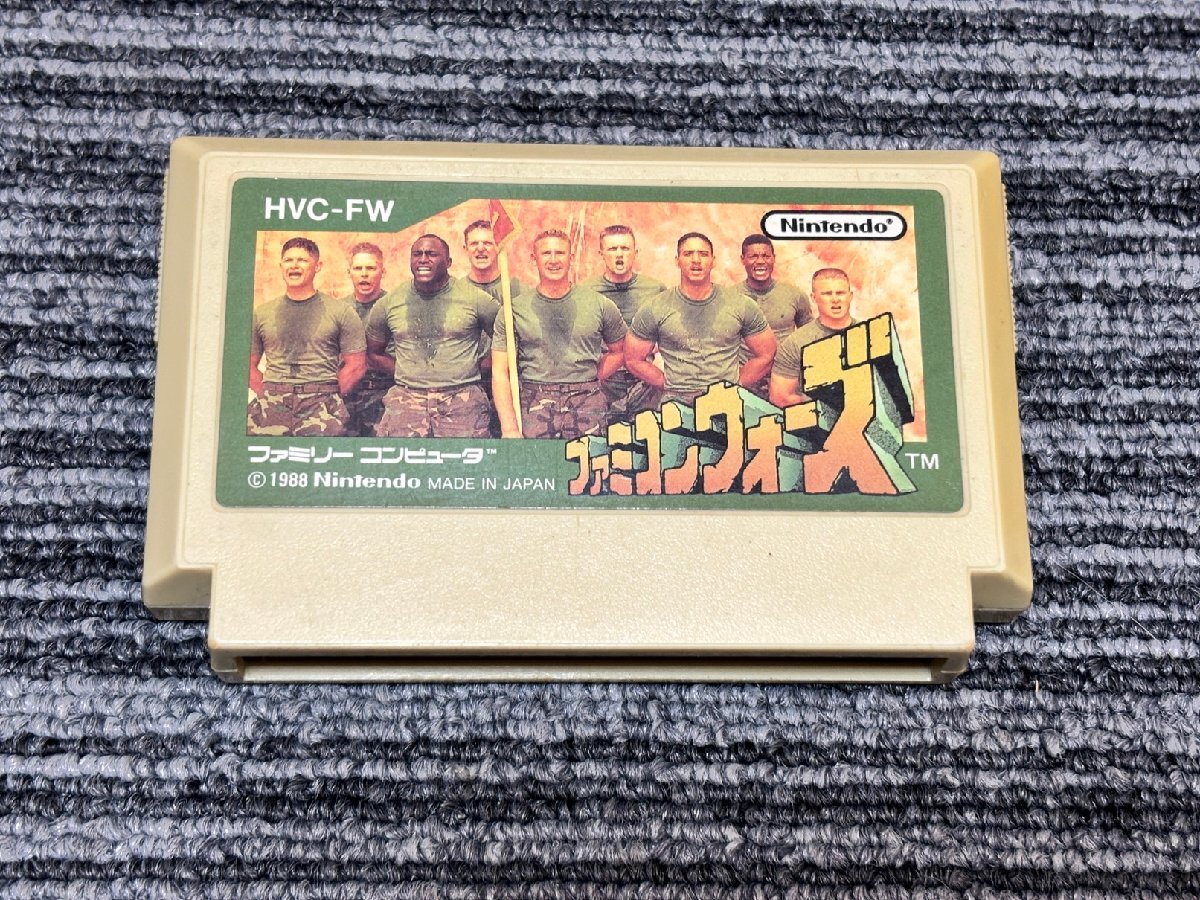 HVC-FW
Nintendo®
ファミコンウォーズ TM
ファミリー コンピュータ™
© 1988 Nintendo MADE IN JAPAN